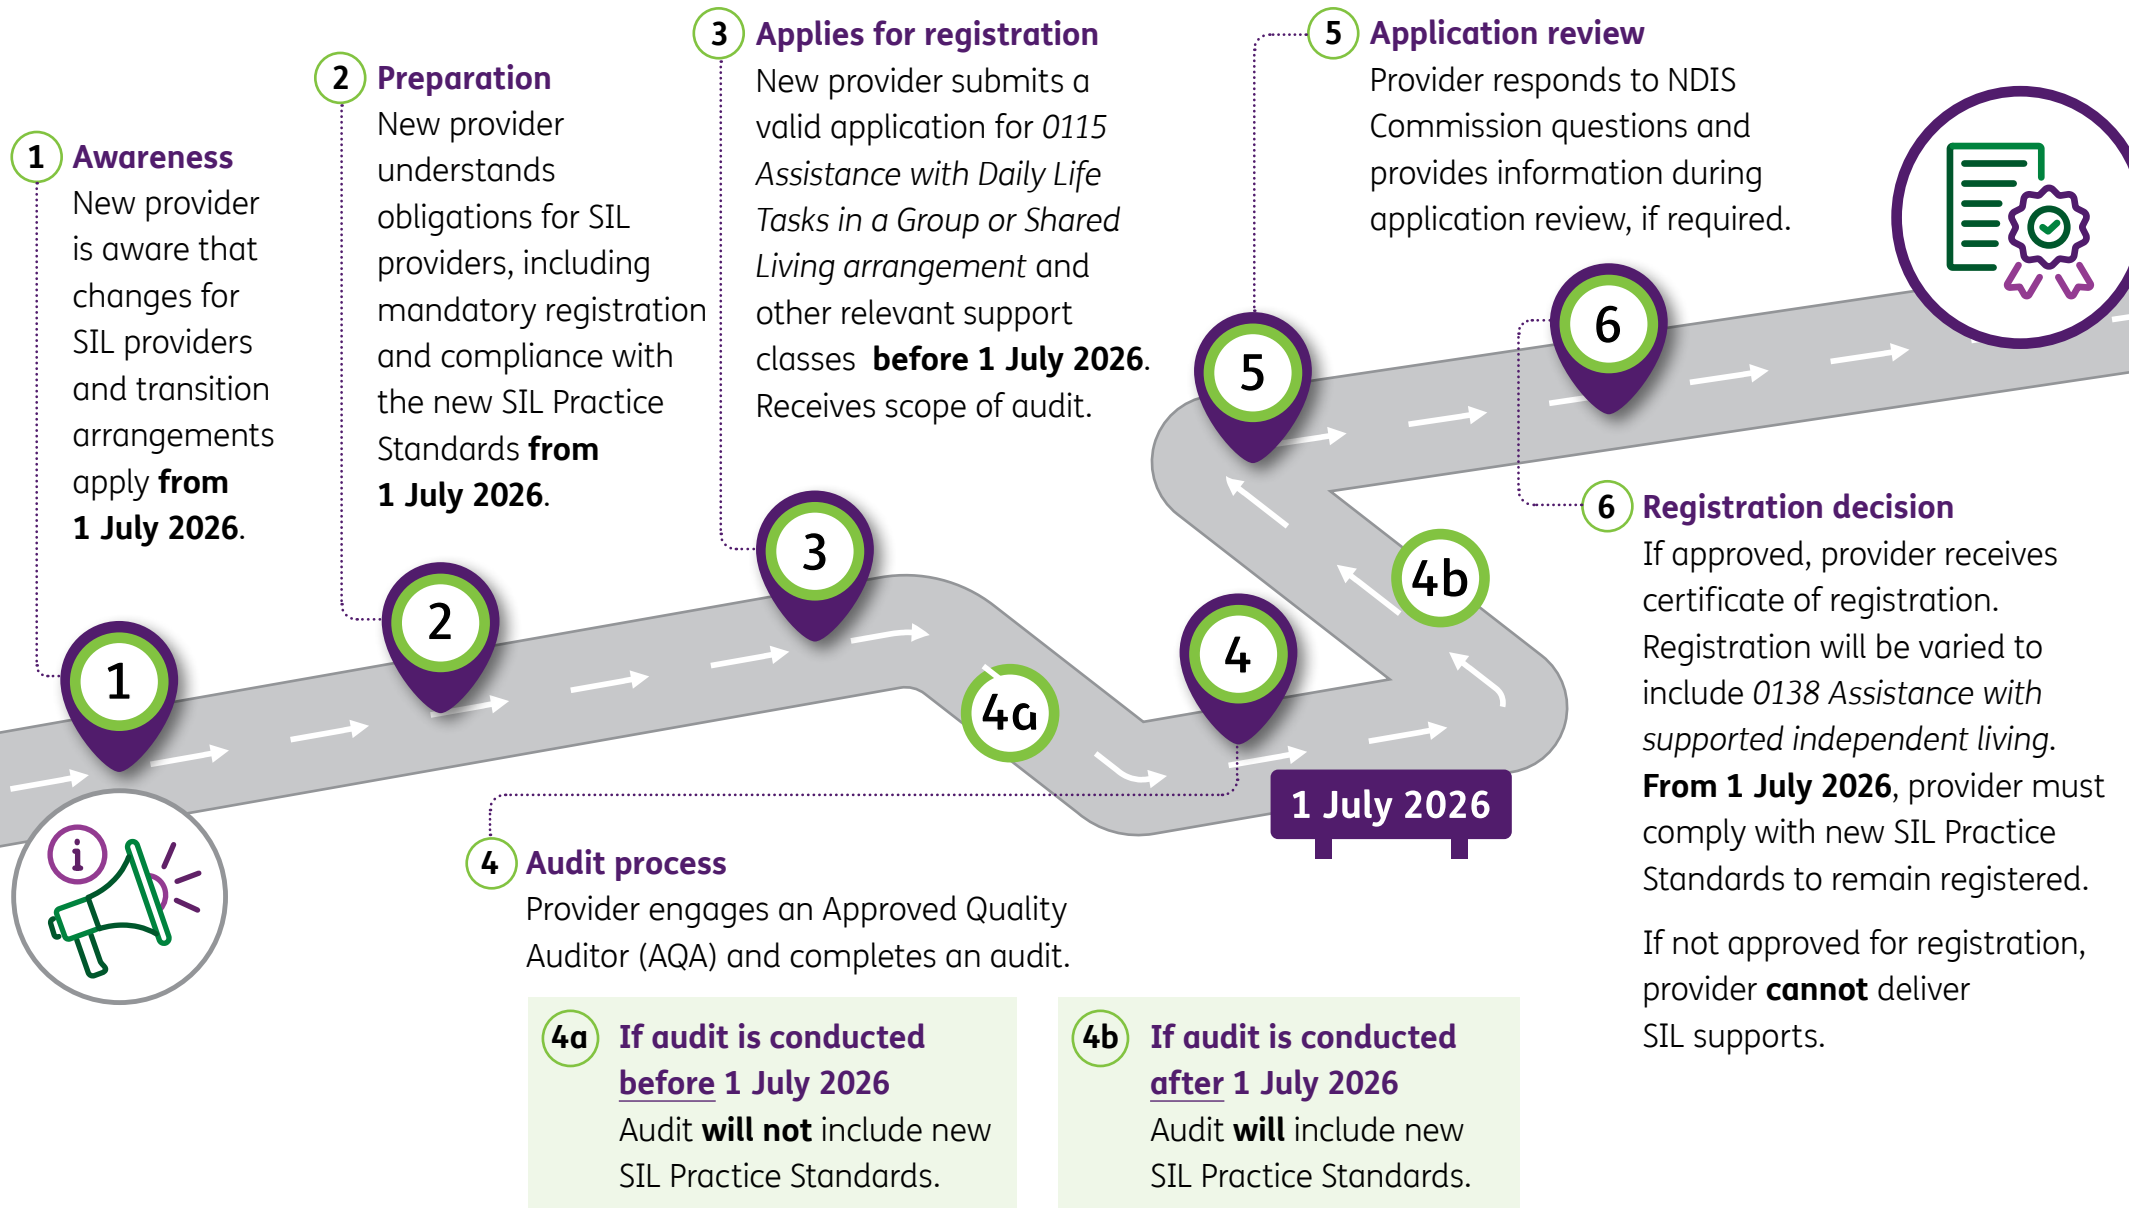 1 Awareness
New provider
is aware that
changes for
SIL providers
and transition
arrangements
apply from
1 July 2026.
2 Preparation
New provider
understands
obligations for SIL
providers, including
mandatory registration
and compliance with
the new SIL Practice
Standards from
1 July 2026.
3 Applies for registration
New provider submits a
valid application for 0115
Assistance with Daily Life
Tasks in a Group or Shared
Living arrangement and
other relevant support
classes before 1 July 2026.
Receives scope of audit.
5 Application review
Provider responds to NDIS
Commission questions and
provides information during
application review, if required.
1
2
3
4a
4
4b
5
6
1 July 2026
i
4 Audit process
Provider engages an Approved Quality
Auditor (AQA) and completes an audit.
4a If audit is conducted
before 1 July 2026
Audit will not include new
SIL Practice Standards.
4b If audit is conducted
after 1 July 2026
Audit will include new
SIL Practice Standards.
6 Registration decision
If approved, provider receives
certificate of registration.
Registration will be varied to
include 0138 Assistance with
supported independent living.
From 1 July 2026, provider must
comply with new SIL Practice
Standards to remain registered.
If not approved for registration,
provider cannot deliver
SIL supports.